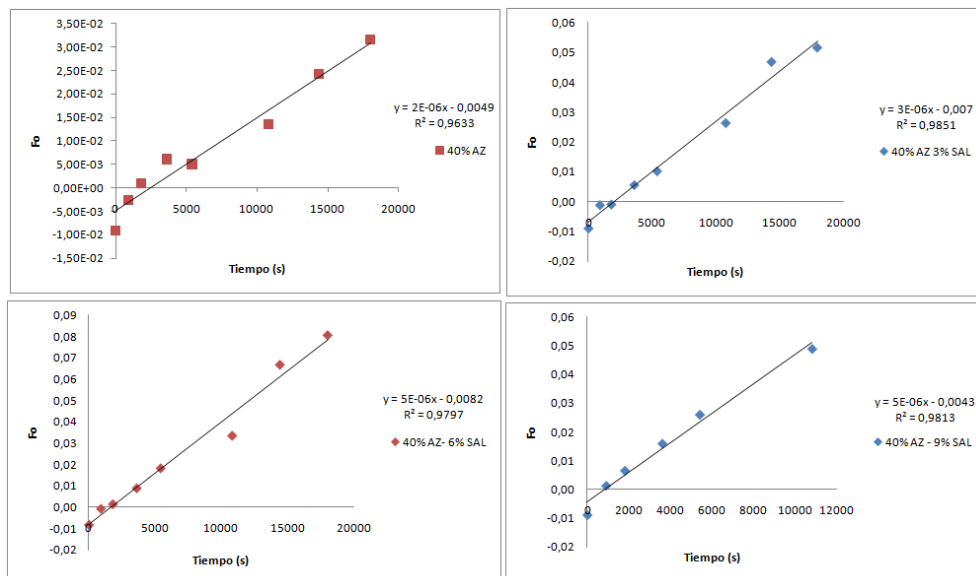 3,50E-02
3,00E-02
2,50E-02
2,00E-02
1,50E-02
1,00E-02
5,00E-03
0,00E+00
-5,00E-03
-1,00E-02
-1,50E-02
Fo
0 5000 10000 15000 20000
Tiempo (s)
y = 2E-06x - 0,0049
R² = 0,9633
40% AZ
0,06
0,05
0,04
0,03
0,02
0,01
0,00
-0,01
-0,02
Fo
0 5000 10000 15000 20000
Tiempo (s)
y = 3E-06x - 0,007
R² = 0,9851
40% AZ 3% SAL
0,09
0,08
0,07
0,06
0,05
0,04
0,03
0,02
0,01
0,00
-0,01
-0,02
Fo
0 5000 10000 15000 20000
Tiempo (s)
y = 5E-06x - 0,0082
R² = 0,9797
40% AZ- 6% SAL
0,06
0,05
0,04
0,03
0,02
0,01
0,00
-0,01
-0,02
Fo
0 2000 4000 6000 8000 10000 12000
Tiempo (s)
y = 5E-06x - 0,0043
R² = 0,9813
40% AZ - 9% SAL